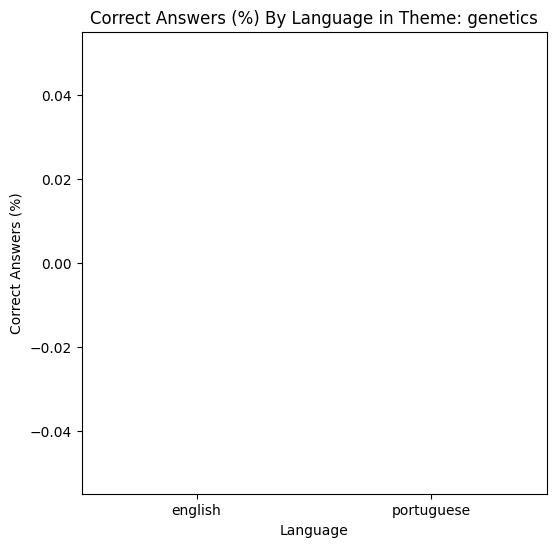 Correct Answers (%) By Language in Theme: genetics
0.04
0.02
0.00
−0.02
−0.04
Correct Answers (%)
english
portuguese
Language